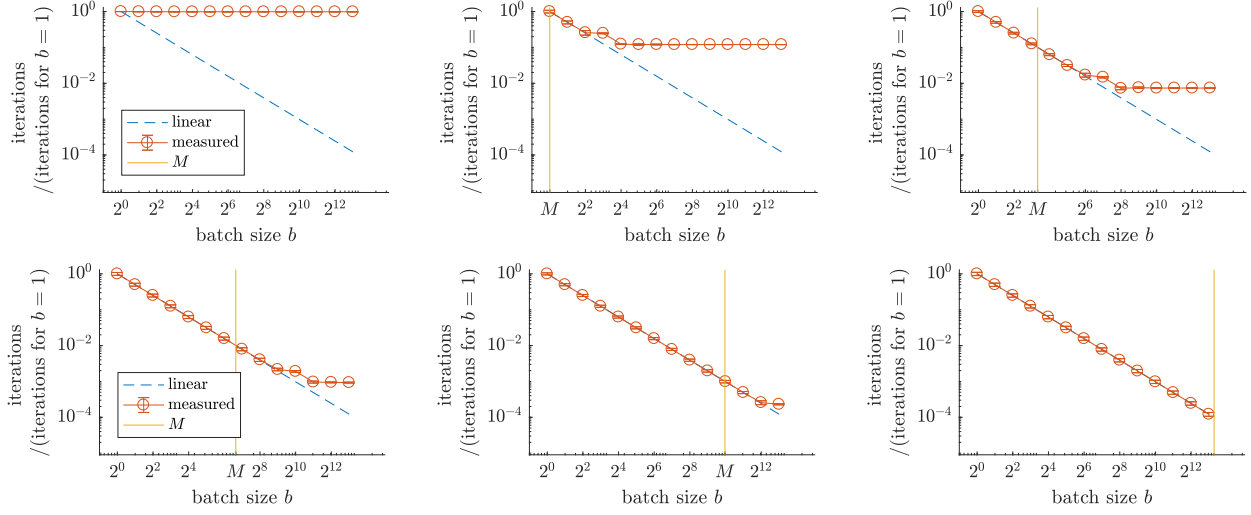 iterations
/(iterations for b = 1)
10^0
10^-2
10^-4
linear
measured
M
2^0 2^2 2^4 2^6 2^8 2^10 2^12
batch size b
iterations
/(iterations for b = 1)
10^0
10^-2
10^-4
M 2^2 2^4 2^6 2^8 2^10 2^12
batch size b
iterations
/(iterations for b = 1)
10^0
10^-2
10^-4
2^0 2^2 M 2^6 2^8 2^10 2^12
batch size b
iterations
/(iterations for b = 1)
10^0
10^-2
10^-4
linear
measured
M
2^0 2^2 2^4 M 2^8 2^10 2^12
batch size b
iterations
/(iterations for b = 1)
10^0
10^-2
10^-4
2^0 2^2 2^4 2^6 2^8 M 2^12
batch size b
iterations
/(iterations for b = 1)
10^0
10^-2
10^-4
2^0 2^2 2^4 2^6 2^8 2^10 2^12
batch size b